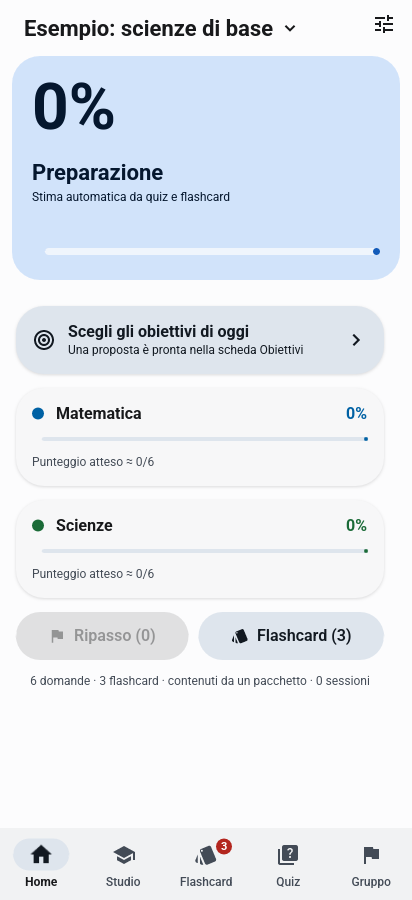 Esempio: scienze di base
0%
Preparazione
Stima automatica da quiz e flashcard
Scegli gli obiettivi di oggi
Una proposta è pronta nella scheda Obiettivi
Matematica 0%
Punteggio atteso ≈ 0/6
Scienze 0%
Punteggio atteso ≈ 0/6
Ripasso (0) Flashcard (3)
6 domande · 3 flashcard · contenuti da un pacchetto · 0 sessioni
3
Home Studio Flashcard Quiz Gruppo